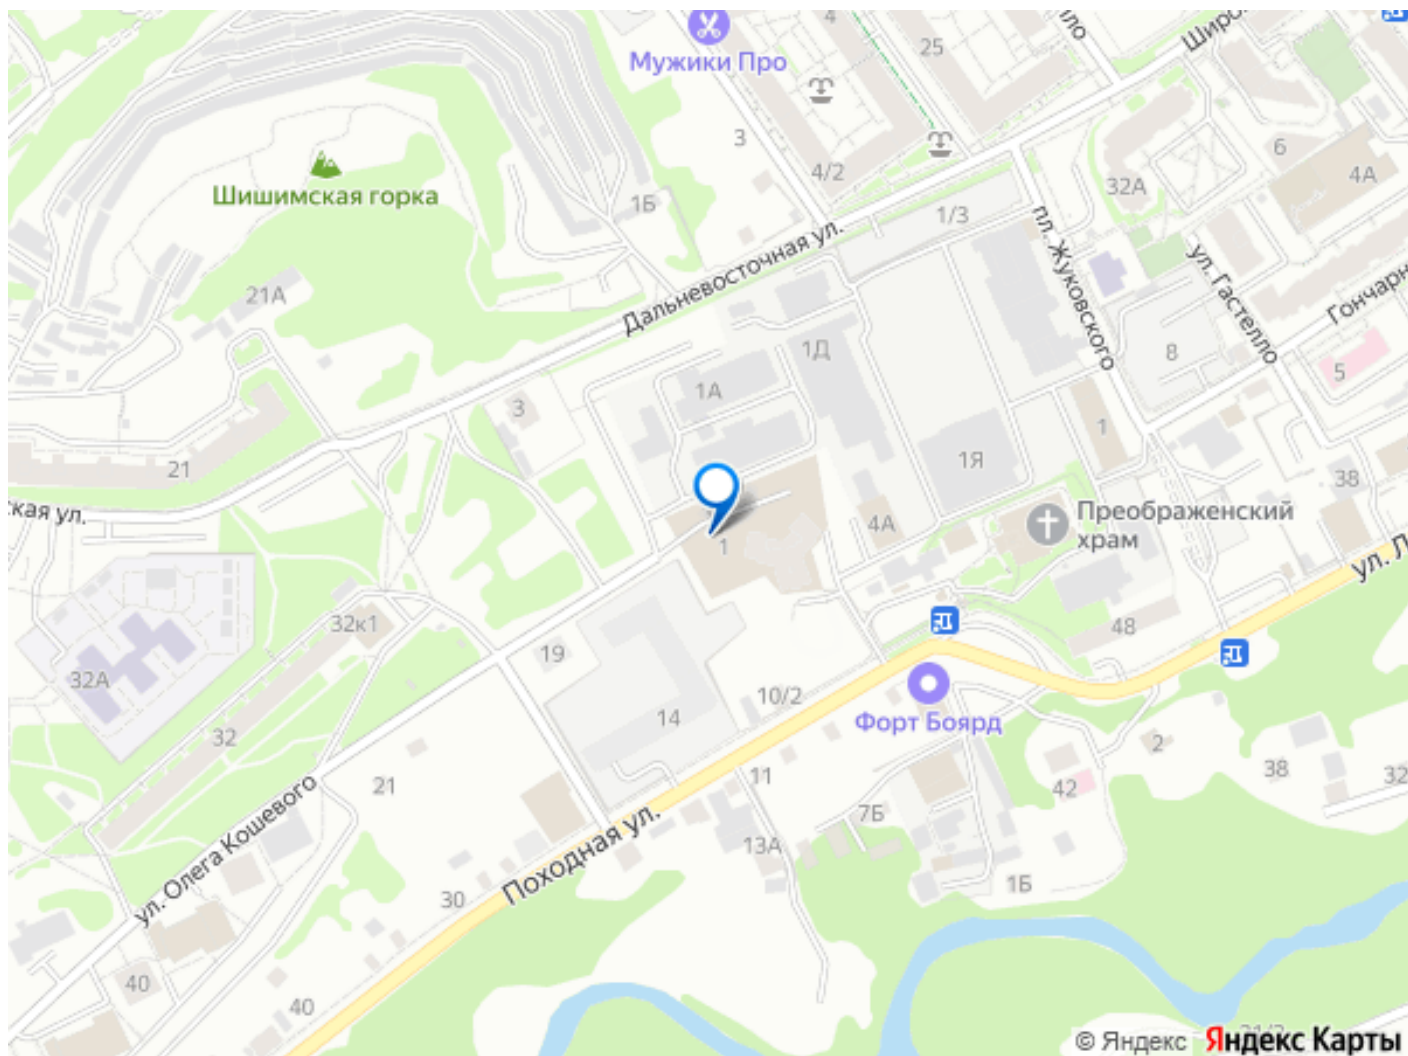 4
Мужики Про
25
Широ
3
4/2
6
32А
4А
Шишимская горка
1Б
1/3
пл. Жуковского
Дальневосточная ул.
ул. Гастелло
Гончарн
21А
1Д
8
5
1А
3
1
1Я
21
38
ская ул.
Преображенский
храм
4А
1
ул. Л
32к1
48
19
32А
10/2
14
Форт Боярд
32
2
11
38
32
21
42
7Б
ул. Олега Кошевого
Походная ул.
13А
1Б
30
40
40
© Яндекс
Яндекс Карты